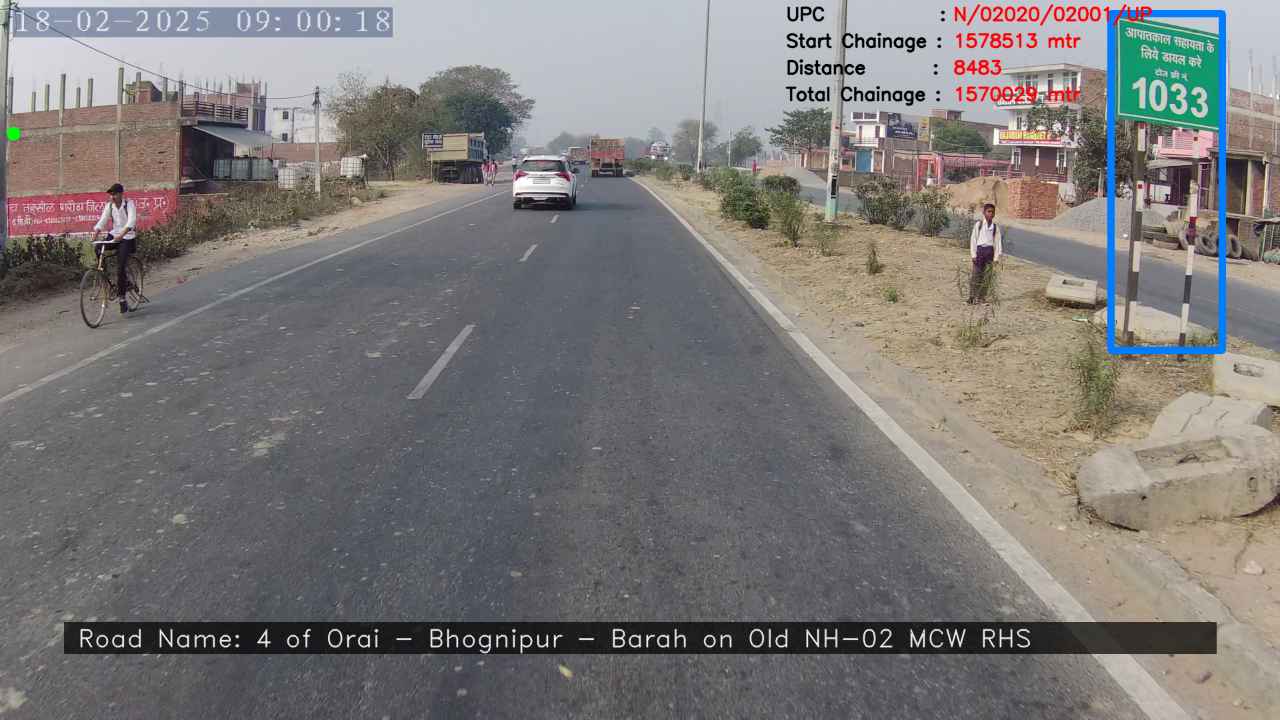 18-02-2025 09:00:18
UPC : N/02020/02001/UP
Start Chainage : 1578513 mtr
Distance : 8483
Total Chainage : 1570029 mtr
आपातकाल सहायता के
लिये डायल करे
टोल फ्री नं.
1033
Road Name: 4 of Orai - Bhognipur - Barah on Old NH-02 MCW RHS